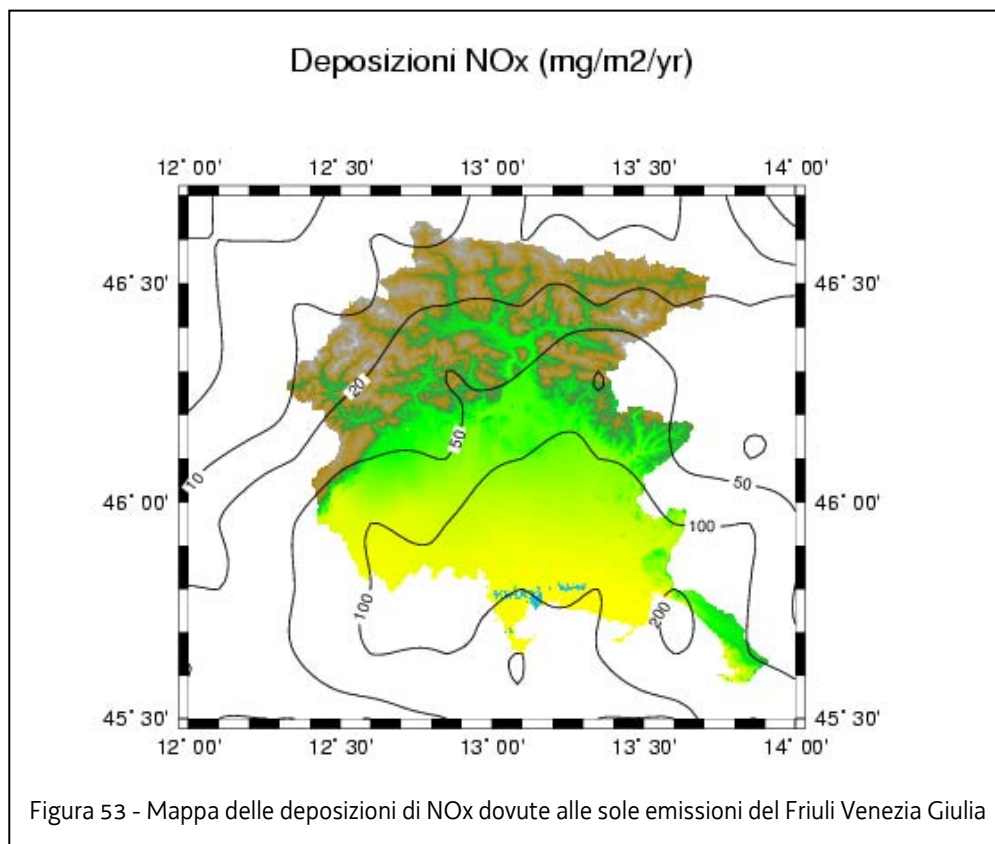 Deposizioni NOx (mg/m2/yr)
12° 00' 12° 30' 13° 00' 13° 30' 14° 00'
46° 30' 46° 30'
20
50
10
50
46° 00' 46° 00'
100
100
200
45° 30' 45° 30'
12° 00' 12° 30' 13° 00' 13° 30' 14° 00'
Figura 53 - Mappa delle deposizioni di NOx dovute alle sole emissioni del Friuli Venezia Giulia